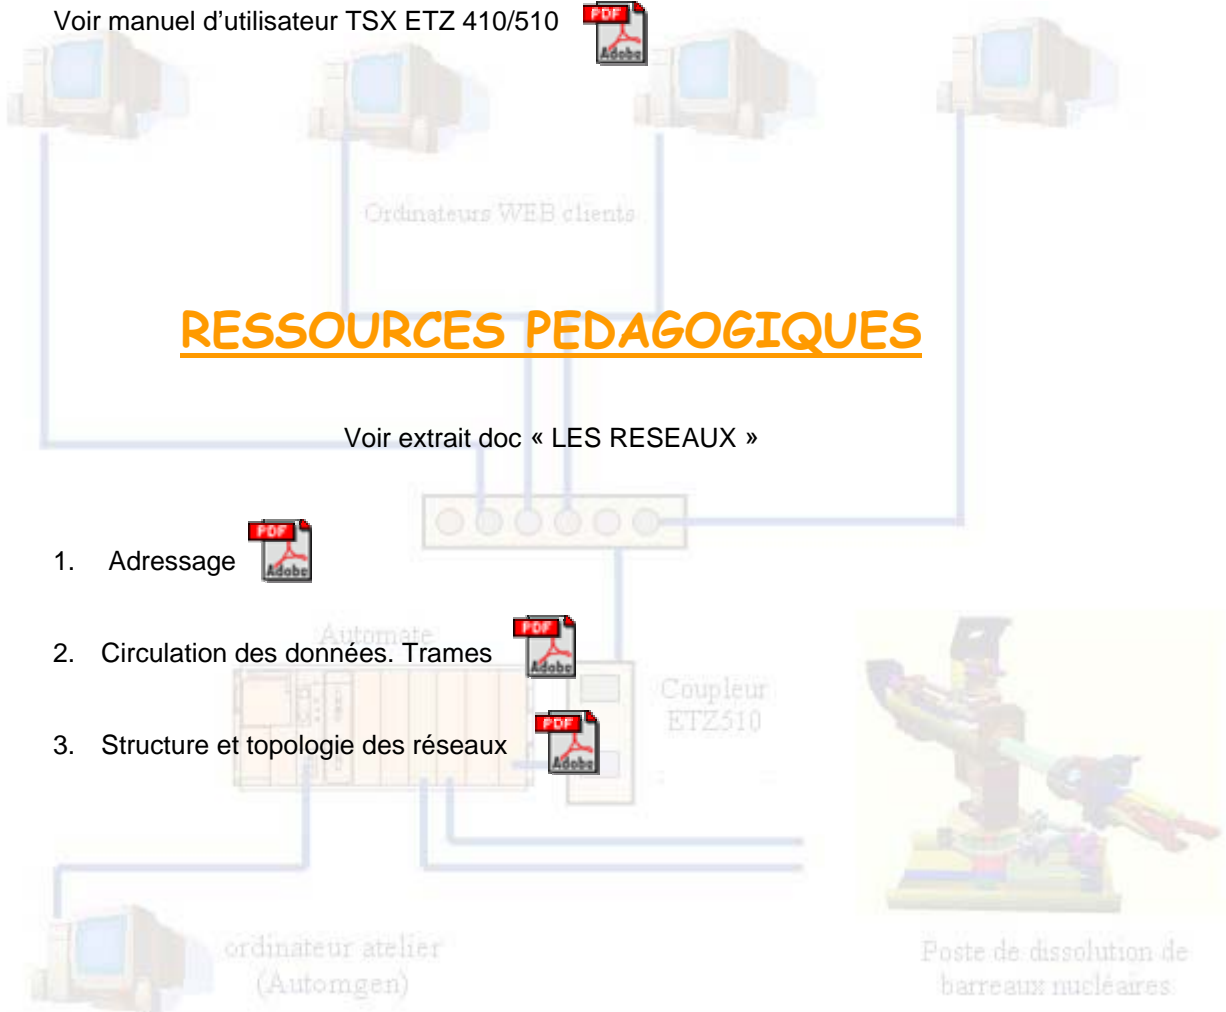 Voir manuel d'utilisateur TSX ETZ 410/510
PDF
Adobe
Ordinateurs WEB clients
RESSOURCES PEDAGOGIQUES
Voir extrait doc « LES RESEAUX »
1. Adressage
PDF
Adobe
Automate
2. Circulation des données. Trames
PDF
Adobe
Coupleur
ETZ510
3. Structure et topologie des réseaux
PDF
Adobe
ordinateur atelier
(Automgen)
Poste de dissolution de
barreaux nucléaires